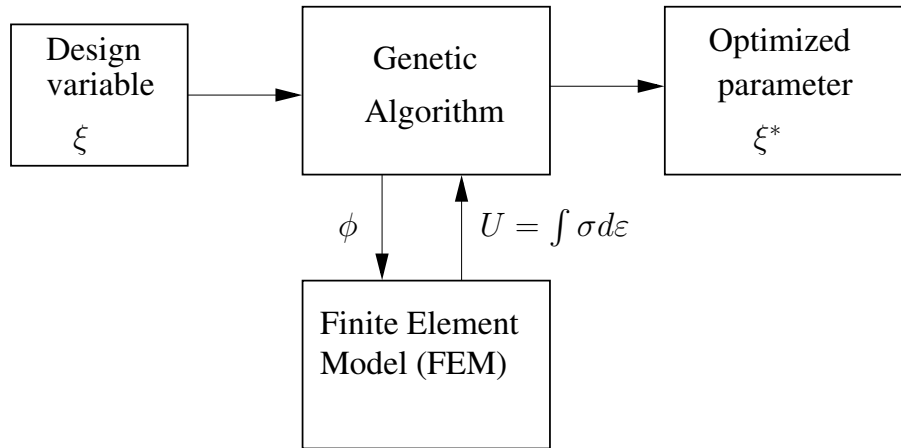 Design
variable
ξ
Genetic
Algorithm
Optimized
parameter
ξ*
ϕ
U = ∫ σdε
Finite Element
Model (FEM)